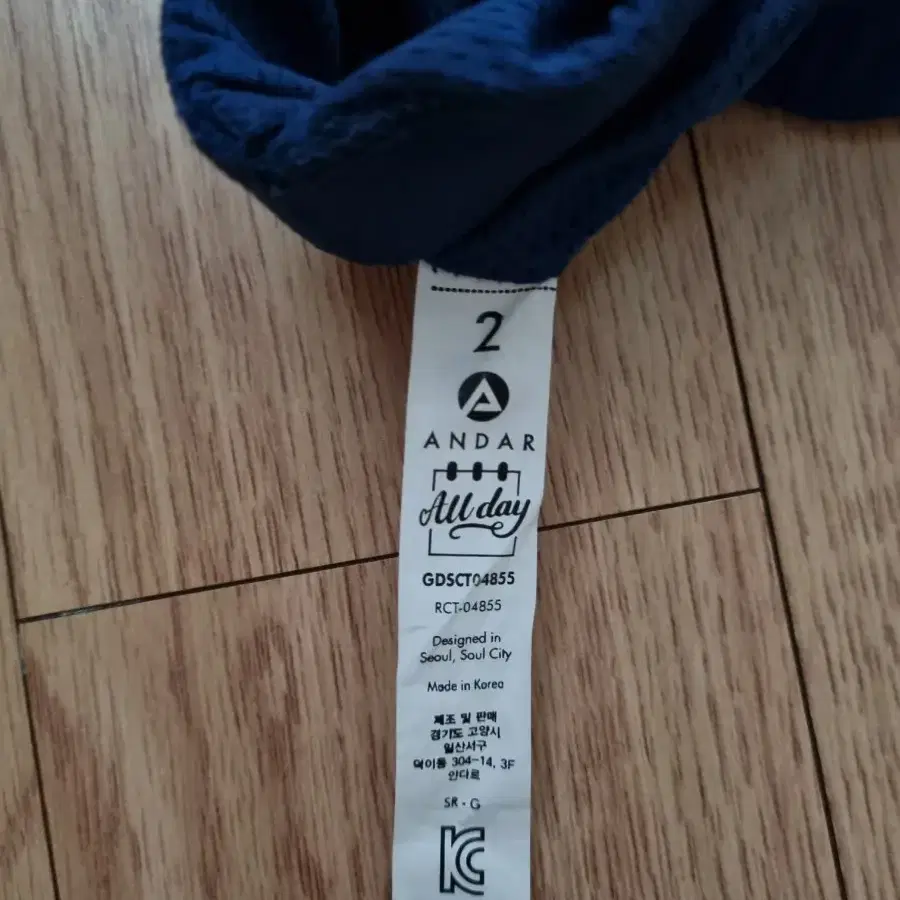 2
ANDAR
All day
GDSCT04855
RCT-04855
Designed in
Seoul, Soul City
Made in Korea
제조 및 판매
경기도 고양시
일산서구
덕이동 304-14, 3F
안다르
SR - G
KC